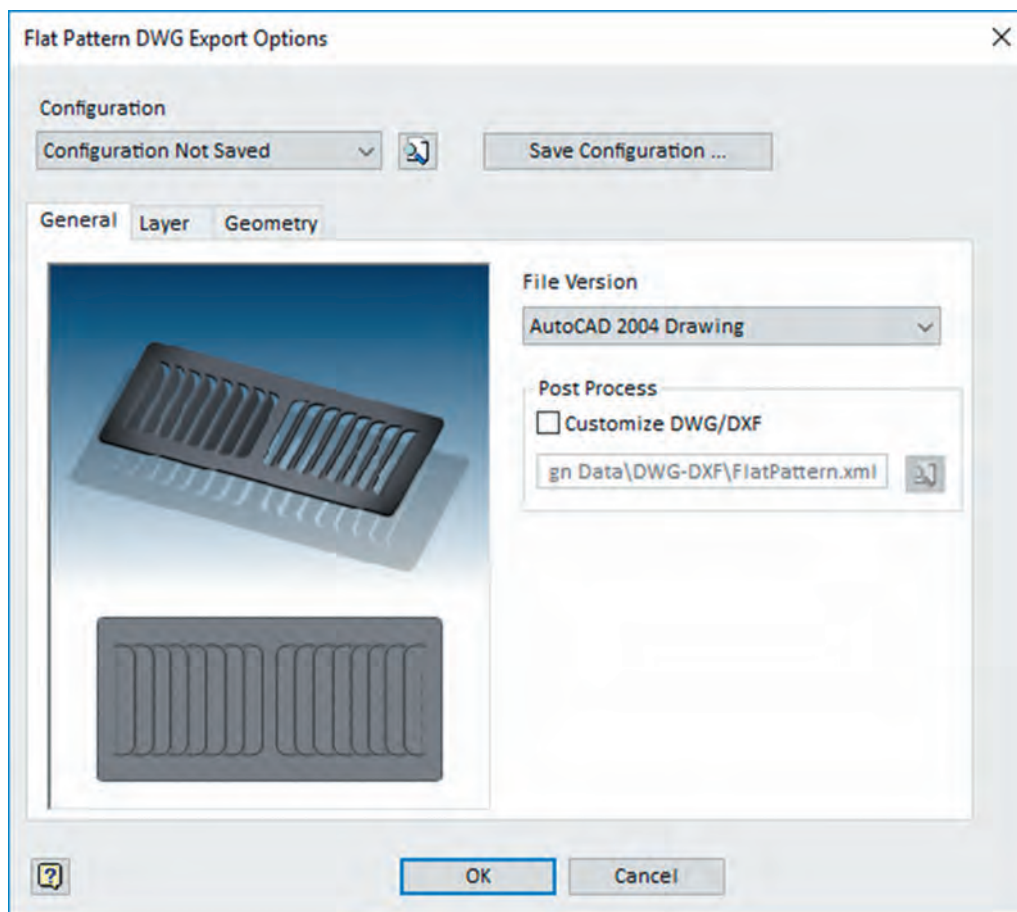 Flat Pattern DWG Export Options
Configuration
Configuration Not Saved
Save Configuration ...
General
Layer
Geometry
File Version
AutoCAD 2004 Drawing
Post Process
Customize DWG/DXF
gn Data\DWG-DXF\FlatPattern.xml
?
OK
Cancel